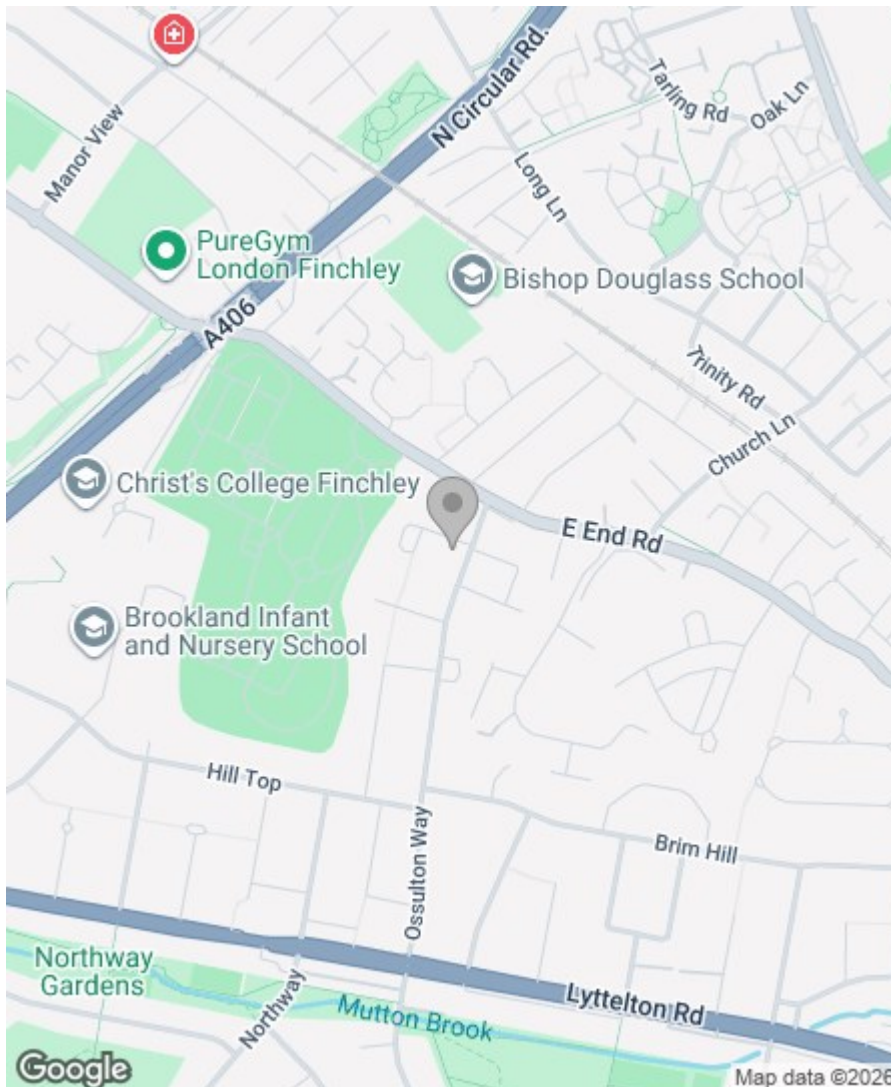 Manor View
N Circular Rd.
Tarling Rd
Oak Ln
Long Ln
PureGym
London Finchley
Bishop Douglass School
A406
Trinity Rd
Church Ln
Christ's College Finchley
E End Rd
Brookland Infant
and Nursery School
Hill Top
Ossulton Way
Brim Hill
Northway
Gardens
Northway
Lyttelton Rd
Mutton Brook
Google
Map data ©2026